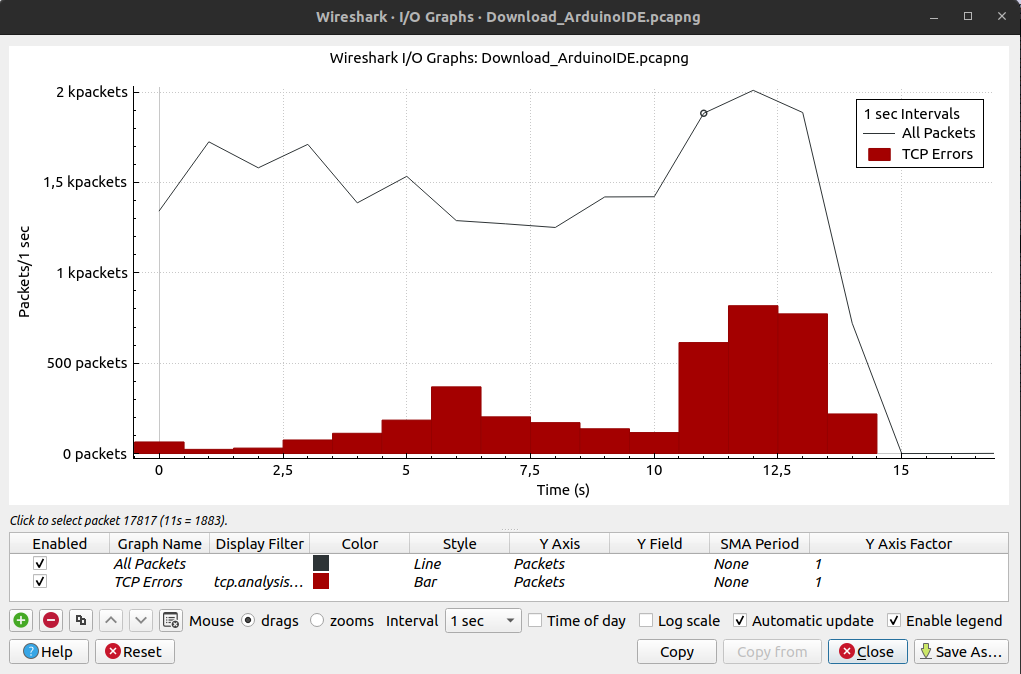 Wireshark · I/O Graphs · Download_ArduinoIDE.pcapng
Wireshark I/O Graphs: Download_ArduinoIDE.pcapng
2 kpackets
1,5 kpackets
1 kpackets
500 packets
0 packets
Packets/1 sec
1 sec Intervals
All Packets
TCP Errors
0 2,5 5 7,5 10 12,5 15
Time (s)
Click to select packet 17817 (11s = 1883).
Enabled Graph Name Display Filter Color Style Y Axis Y Field SMA Period Y Axis Factor
All Packets Line Packets None 1
TCP Errors tcp.analysis… Bar Packets None 1
Mouse drags zooms Interval 1 sec Time of day Log scale Automatic update Enable legend
Help Reset Copy Copy from Close Save As…